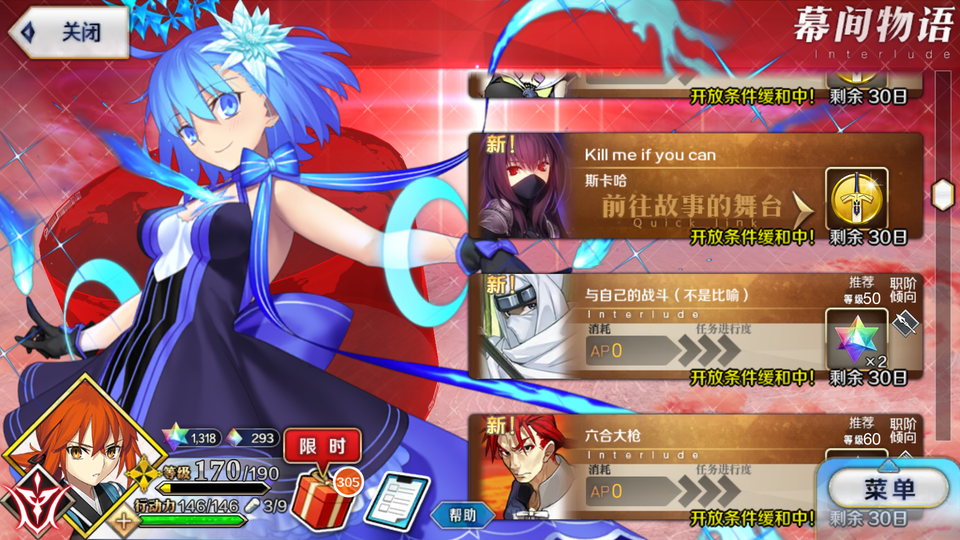 关闭
幕间物语
Interlude
开放条件缓和中! 剩余 30日
新!
Kill me if you can
斯卡哈
前往故事的舞台
Quick Link
开放条件缓和中! 剩余 30日
新!
与自己的战斗(不是比喻)
Interlude
推荐
等级50
职阶
倾向
消耗
任务进行度
AP0
×2
开放条件缓和中! 剩余 30日
新!
六合大枪
Interlude
推荐
等级60
职阶
倾向
消耗
任务进行度
AP0
开放条件缓和中! 剩余 30日
1,318
293
等级 170/190
行动力 146/146
3/9
限时
305
帮助
菜单